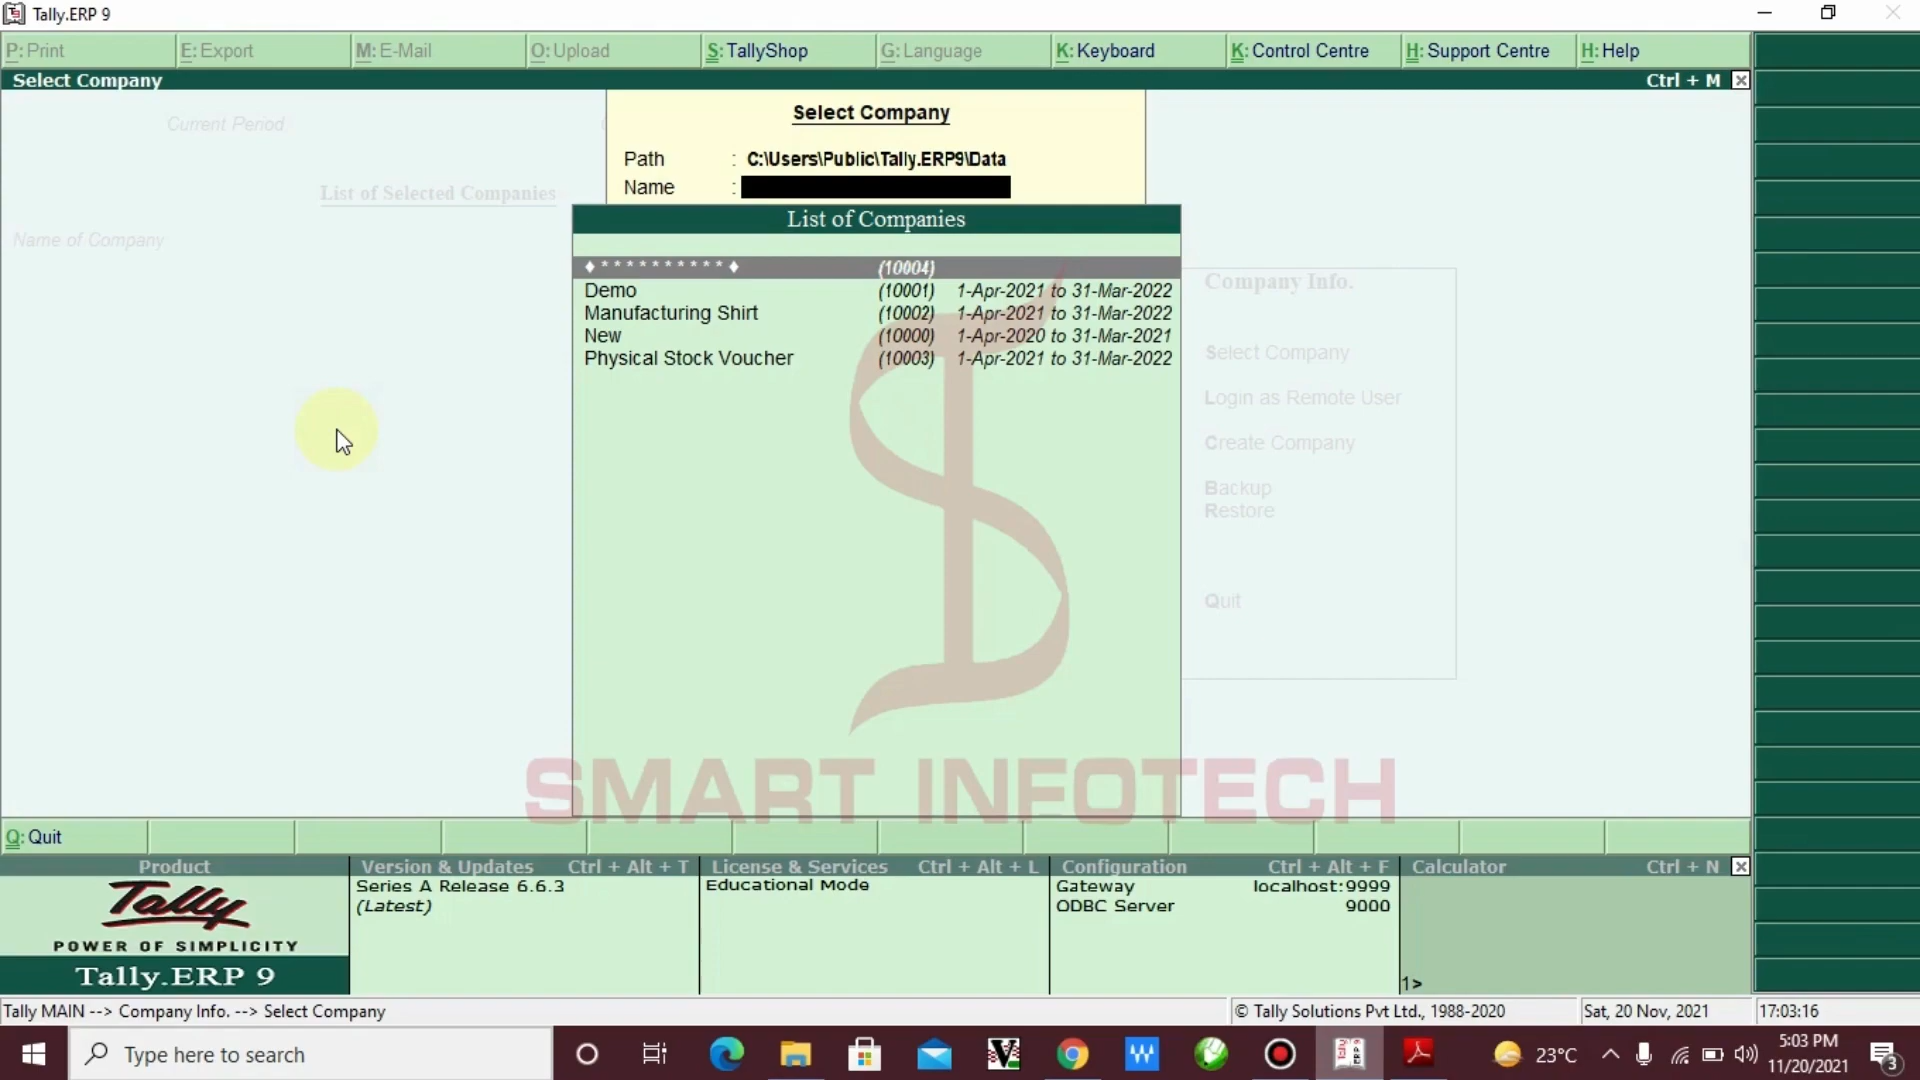 Tally.ERP 9
P: Print E: Export M: E-Mail O: Upload S: TallyShop G: Language K: Keyboard K: Control Centre H: Support Centre H: Help
Select Company Ctrl + M
Current Period
Select Company
Path : C:\Users\Public\Tally.ERP9\Data
Name :
List of Selected Companies
Name of Company
List of Companies
♦ * * * * * * * * * * ♦ (10004)
Demo (10001) 1-Apr-2021 to 31-Mar-2022
Manufacturing Shirt (10002) 1-Apr-2021 to 31-Mar-2022
New (10000) 1-Apr-2020 to 31-Mar-2021
Physical Stock Voucher (10003) 1-Apr-2021 to 31-Mar-2022
Company Info.
Select Company
Login as Remote User
Create Company
Backup
Restore
Quit
SMART INFOTECH
Q: Quit
Product
Tally
POWER OF SIMPLICITY
Tally.ERP 9
Version & Updates Ctrl + Alt + T
Series A Release 6.6.3
(Latest)
License & Services Ctrl + Alt + L
Educational Mode
Configuration Ctrl + Alt + F
Gateway localhost:9999
ODBC Server 9000
Calculator Ctrl + N
1>
Tally MAIN --> Company Info. --> Select Company
© Tally Solutions Pvt Ltd., 1988-2020
Sat, 20 Nov, 2021
17:03:16
Type here to search
23°C
5:03 PM
11/20/2021
3